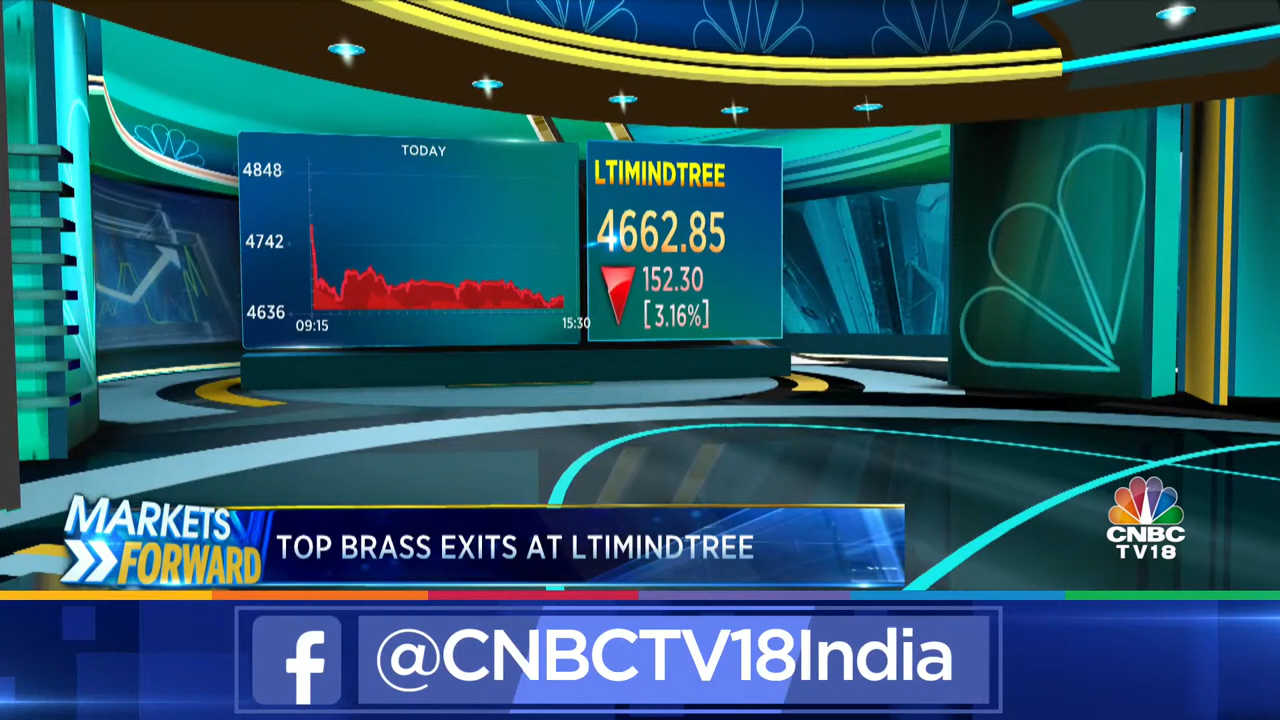 TODAY
4848
4742
4636
09:15
15:30
LTIMINDTREE
4662.85
152.30
[3.16%]
MARKETS
FORWARD
TOP BRASS EXITS AT LTIMINDTREE
CNBC
TV18
f @CNBCTV18India